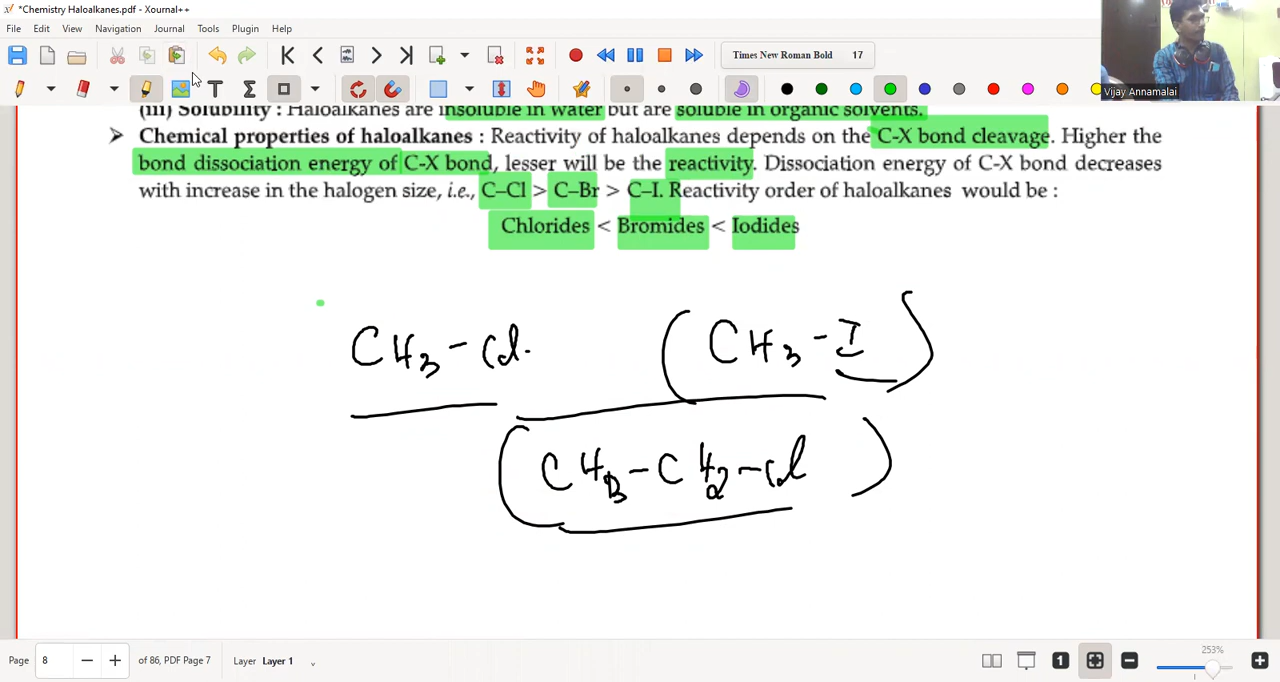 *Chemistry Haloalkanes.pdf - Xournal++
File Edit View Navigation Journal Tools Plugin Help
Times New Roman Bold 17
Vijay Annamalai
(iii) Solubility : Haloalkanes are insoluble in water but are soluble in organic solvents.
➤ Chemical properties of haloalkanes : Reactivity of haloalkanes depends on the C-X bond cleavage. Higher the
bond dissociation energy of C-X bond, lesser will be the reactivity. Dissociation energy of C-X bond decreases
with increase in the halogen size, i.e., C–Cl > C–Br > C–I. Reactivity order of haloalkanes would be :
Chlorides < Bromides < Iodides
CH3 - Cl. (CH3 - I)
(CH3 - CH2 - Cl)
Page 8 of 86, PDF Page 7 Layer Layer 1 1 253%